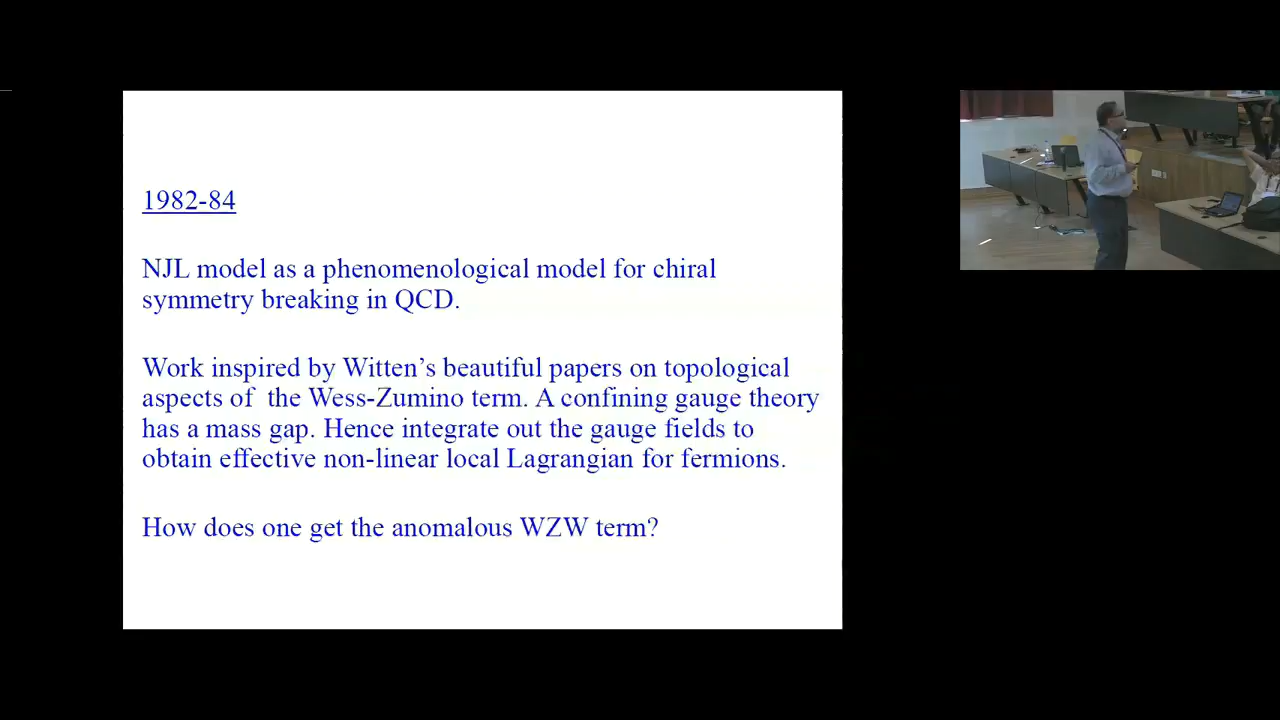 1982-84
NJL model as a phenomenological model for chiral
symmetry breaking in QCD.
Work inspired by Witten’s beautiful papers on topological
aspects of the Wess-Zumino term. A confining gauge theory
has a mass gap. Hence integrate out the gauge fields to
obtain effective non-linear local Lagrangian for fermions.
How does one get the anomalous WZW term?